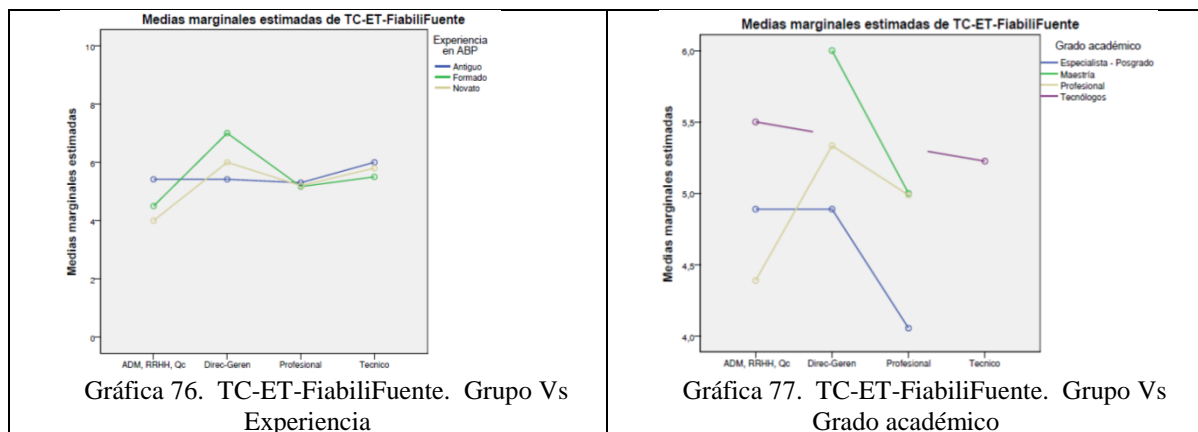 Medias marginales estimadas de TC-ET-FiabiliFuente
Experiencia
en ABP
Antiguo
Formado
Novato
Medias marginales estimadas
10
8
6
4
2
0
ADM, RRHH, Qc
Direc-Geren
Profesional
Tecnico
Gráfica 76. TC-ET-FiabiliFuente. Grupo Vs
Experiencia
Medias marginales estimadas de TC-ET-FiabiliFuente
Grado académico
Especialista - Posgrado
Maestría
Profesional
Tecnólogos
Medias marginales estimadas
6,0
5,5
5,0
4,5
4,0
ADM, RRHH, Qc
Direc-Geren
Profesional
Tecnico
Gráfica 77. TC-ET-FiabiliFuente. Grupo Vs
Grado académico